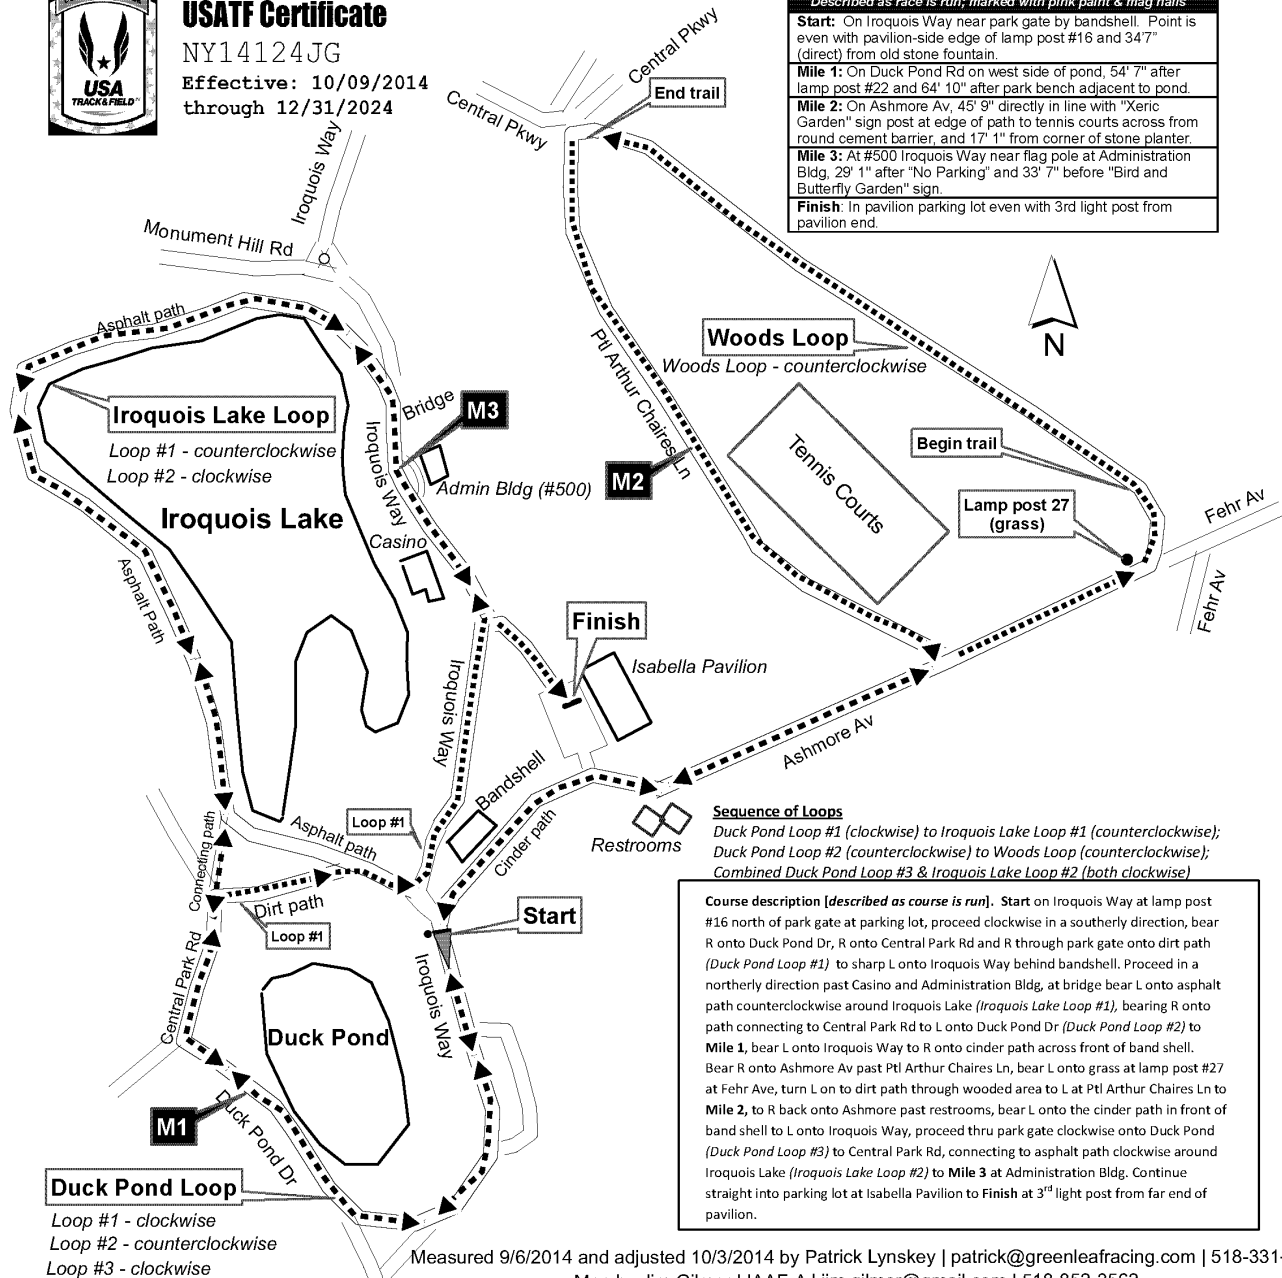 USATF Certificate
NY14124JG
Effective: 10/09/2014
through 12/31/2024
USA
TRACK&FIELD
Described as race is run; marked with pink paint & mag nails
Start: On Iroquois Way near park gate by bandshell. Point is
even with pavilion-side edge of lamp post #16 and 34'7"
(direct) from old stone fountain.
Mile 1: On Duck Pond Rd on west side of pond, 54' 7" after
lamp post #22 and 64' 10" after park bench adjacent to pond.
Mile 2: On Ashmore Av, 45' 9" directly in line with "Xeric
Garden" sign post at edge of path to tennis courts across from
round cement barrier, and 17' 1" from corner of stone planter.
Mile 3: At #500 Iroquois Way near flag pole at Administration
Bldg, 29' 1" after "No Parking" and 33' 7" before "Bird and
Butterfly Garden" sign.
Finish: In pavilion parking lot even with 3rd light post from
pavilion end.
Central Pkwy
End trail
Central Pkwy
Iroquois Way
Monument Hill Rd
N
Asphalt path
Woods Loop
Woods Loop - counterclockwise
Ptl Arthur Chaires Ln
Bridge
M3
Iroquois Lake Loop
Loop #1 - counterclockwise
Loop #2 - clockwise
Iroquois Way
Tennis Courts
Begin trail
M2
Admin Bldg (#500)
Lamp post 27
(grass)
Fehr Av
Iroquois Lake
Casino
Asphalt Path
Fehr Av
Finish
Isabella Pavilion
Iroquois Way
Ashmore Av
Bandshell
Loop #1
Asphalt path
Cinder path
Restrooms
Connecting path
Sequence of Loops
Duck Pond Loop #1 (clockwise) to Iroquois Lake Loop #1 (counterclockwise);
Duck Pond Loop #2 (counterclockwise) to Woods Loop (counterclockwise);
Combined Duck Pond Loop #3 & Iroquois Lake Loop #2 (both clockwise)
Dirt path
Start
Loop #1
Central Park Rd
Iroquois Way
Duck Pond
Course description [described as course is run]. Start on Iroquois Way at lamp post
#16 north of park gate at parking lot, proceed clockwise in a southerly direction, bear
R onto Duck Pond Dr, R onto Central Park Rd and R through park gate onto dirt path
(Duck Pond Loop #1) to sharp L onto Iroquois Way behind bandshell. Proceed in a
northerly direction past Casino and Administration Bldg, at bridge bear L onto asphalt
path counterclockwise around Iroquois Lake (Iroquois Lake Loop #1), bearing R onto
path connecting to Central Park Rd to L onto Duck Pond Dr (Duck Pond Loop #2) to
Mile 1, bear L onto Iroquois Way to R onto cinder path across front of band shell.
Bear R onto Ashmore Av past Ptl Arthur Chaires Ln, bear L onto grass at lamp post #27
at Fehr Ave, turn L on to dirt path through wooded area to L at Ptl Arthur Chaires Ln to
Mile 2, to R back onto Ashmore past restrooms, bear L onto the cinder path in front of
band shell to L onto Iroquois Way, proceed thru park gate clockwise onto Duck Pond
(Duck Pond Loop #3) to Central Park Rd, connecting to asphalt path clockwise around
Iroquois Lake (Iroquois Lake Loop #2) to Mile 3 at Administration Bldg. Continue
straight into parking lot at Isabella Pavilion to Finish at 3rd light post from far end of
pavilion.
M1
Duck Pond Dr
Duck Pond Loop
Loop #1 - clockwise
Loop #2 - counterclockwise
Loop #3 - clockwise
Measured 9/6/2014 and adjusted 10/3/2014 by Patrick Lynskey | patrick@greenleafracing.com | 518-331-